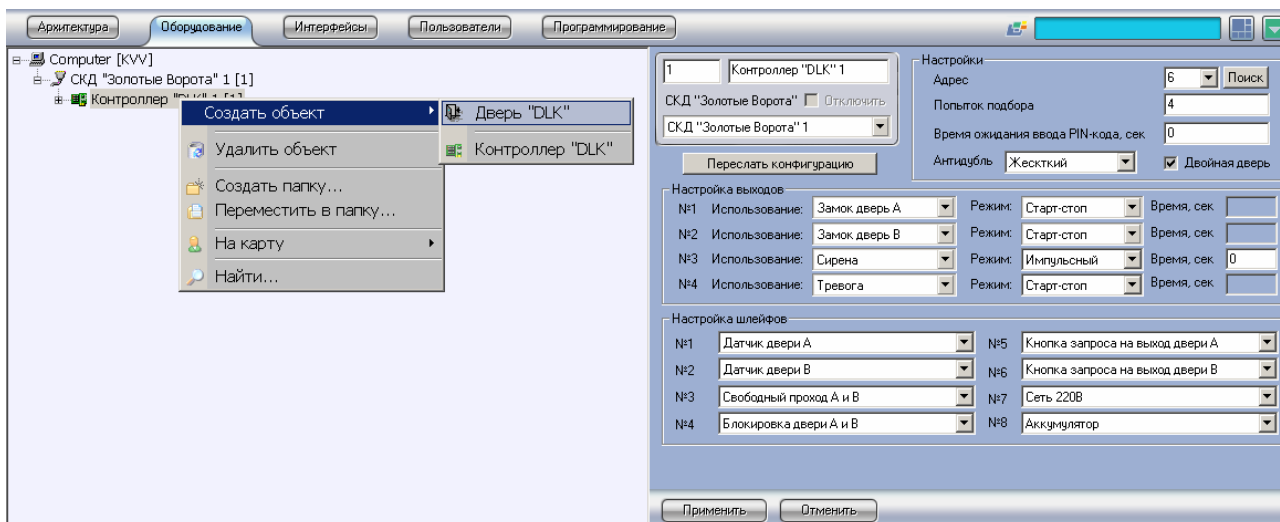 Архитектура Оборудование Интерфейсы Пользователи Программирование
Computer [KVV]
СКД "Золотые Ворота" 1 [1]
Контроллер "DLK" 1 [1]
Создать объект
Удалить объект
Создать папку...
Переместить в папку...
На карту
Найти...
Дверь "DLK"
Контроллер "DLK"
1 Контроллер "DLK" 1
СКД "Золотые Ворота" Отключить
СКД "Золотые Ворота" 1
Переслать конфигурацию
Настройки
Адрес 6 Поиск
Попыток подбора 4
Время ожидания ввода PIN-кода, сек 0
Антидубль Жескткий Двойная дверь
Настройка выходов
№1 Использование: Замок дверь А Режим: Старт-стоп Время, сек
№2 Использование: Замок дверь В Режим: Старт-стоп Время, сек
№3 Использование: Сирена Режим: Импульсный Время, сек 0
№4 Использование: Тревога Режим: Старт-стоп Время, сек
Настройка шлейфов
№1 Датчик двери А №5 Кнопка запроса на выход двери А
№2 Датчик двери В №6 Кнопка запроса на выход двери В
№3 Свободный проход А и В №7 Сеть 220В
№4 Блокировка двери А и В №8 Аккумулятор
Применить Отменить